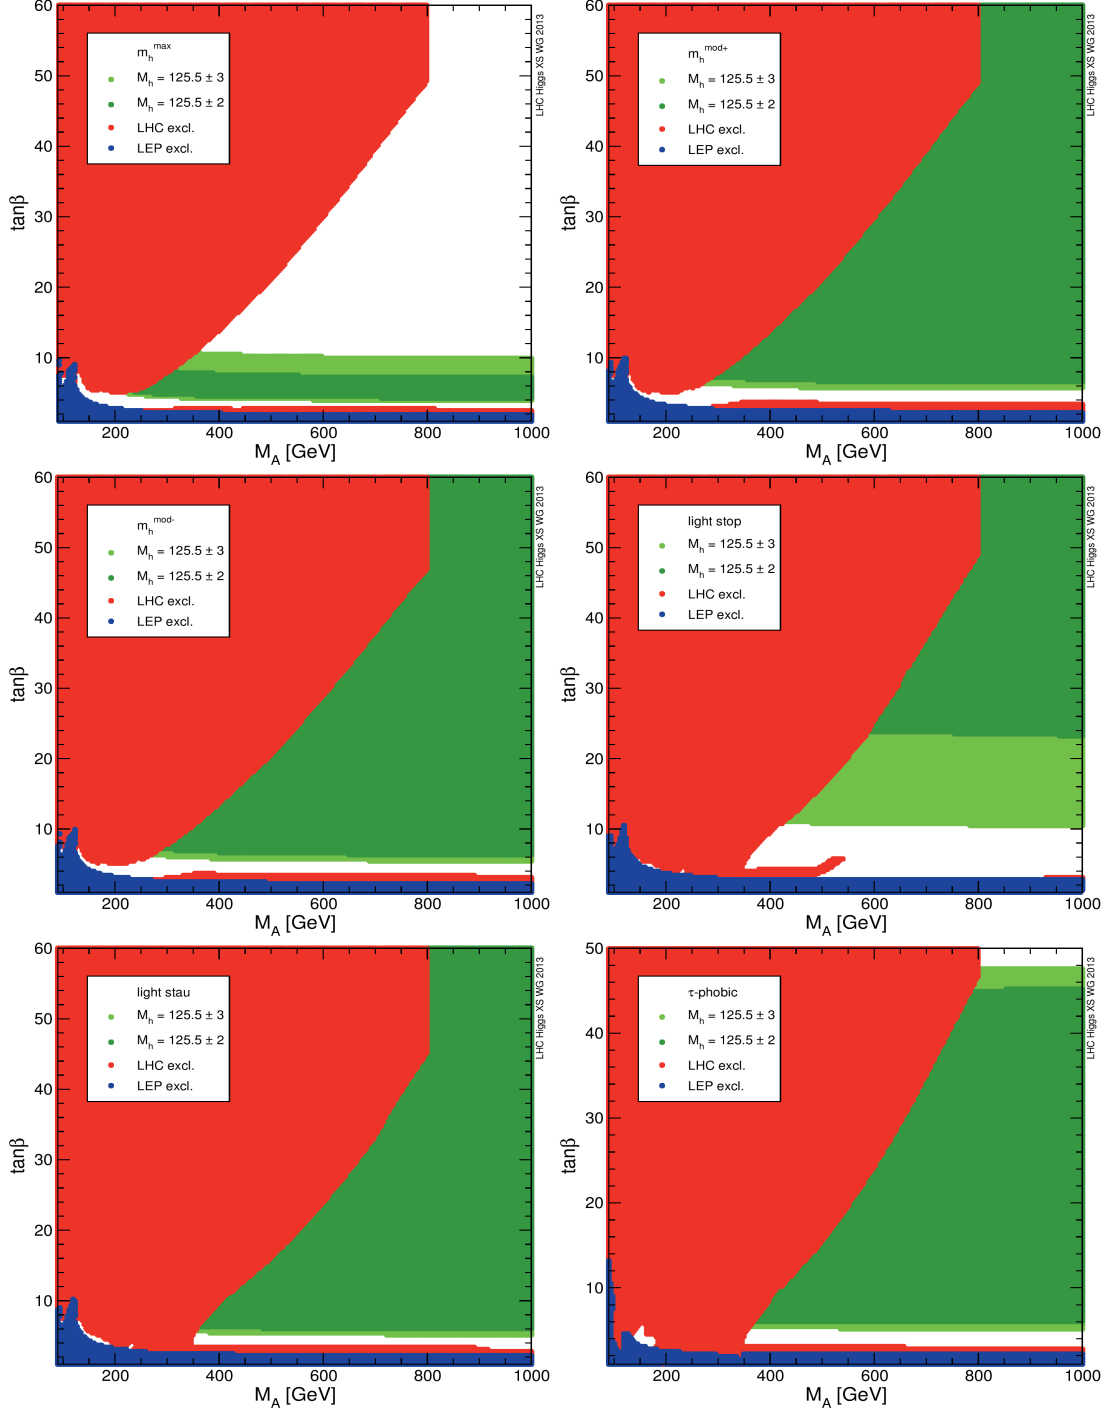 60
50
40
30
20
10
tanβ
m_h^max
M_h = 125.5 ± 3
M_h = 125.5 ± 2
LHC excl.
LEP excl.
200 400 600 800 1000
M_A [GeV]
LHC Higgs XS WG 2013
60
50
40
30
20
10
tanβ
m_h^mod+
M_h = 125.5 ± 3
M_h = 125.5 ± 2
LHC excl.
LEP excl.
200 400 600 800 1000
M_A [GeV]
LHC Higgs XS WG 2013
60
50
40
30
20
10
tanβ
m_h^mod-
M_h = 125.5 ± 3
M_h = 125.5 ± 2
LHC excl.
LEP excl.
200 400 600 800 1000
M_A [GeV]
LHC Higgs XS WG 2013
60
50
40
30
20
10
tanβ
light stop
M_h = 125.5 ± 3
M_h = 125.5 ± 2
LHC excl.
LEP excl.
200 400 600 800 1000
M_A [GeV]
LHC Higgs XS WG 2013
60
50
40
30
20
10
tanβ
light stau
M_h = 125.5 ± 3
M_h = 125.5 ± 2
LHC excl.
LEP excl.
200 400 600 800 1000
M_A [GeV]
LHC Higgs XS WG 2013
50
40
30
20
10
tanβ
τ-phobic
M_h = 125.5 ± 3
M_h = 125.5 ± 2
LHC excl.
LEP excl.
200 400 600 800 1000
M_A [GeV]
LHC Higgs XS WG 2013